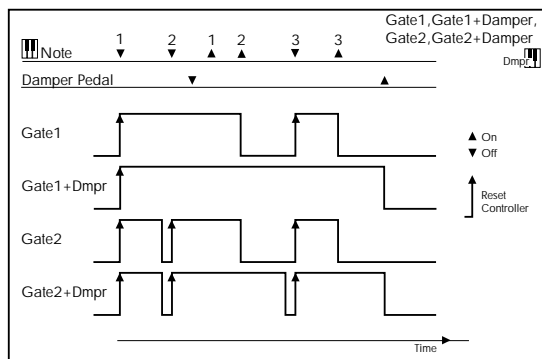 Gate1,Gate1+Damper,
Gate2,Gate2+Damper
1 2 1 2 3 3
Note
Dmpr
Damper Pedal
Gate1
▲ On
▼ Off
Gate1+Dmpr
Reset
Controller
Gate2
Gate2+Dmpr
Time